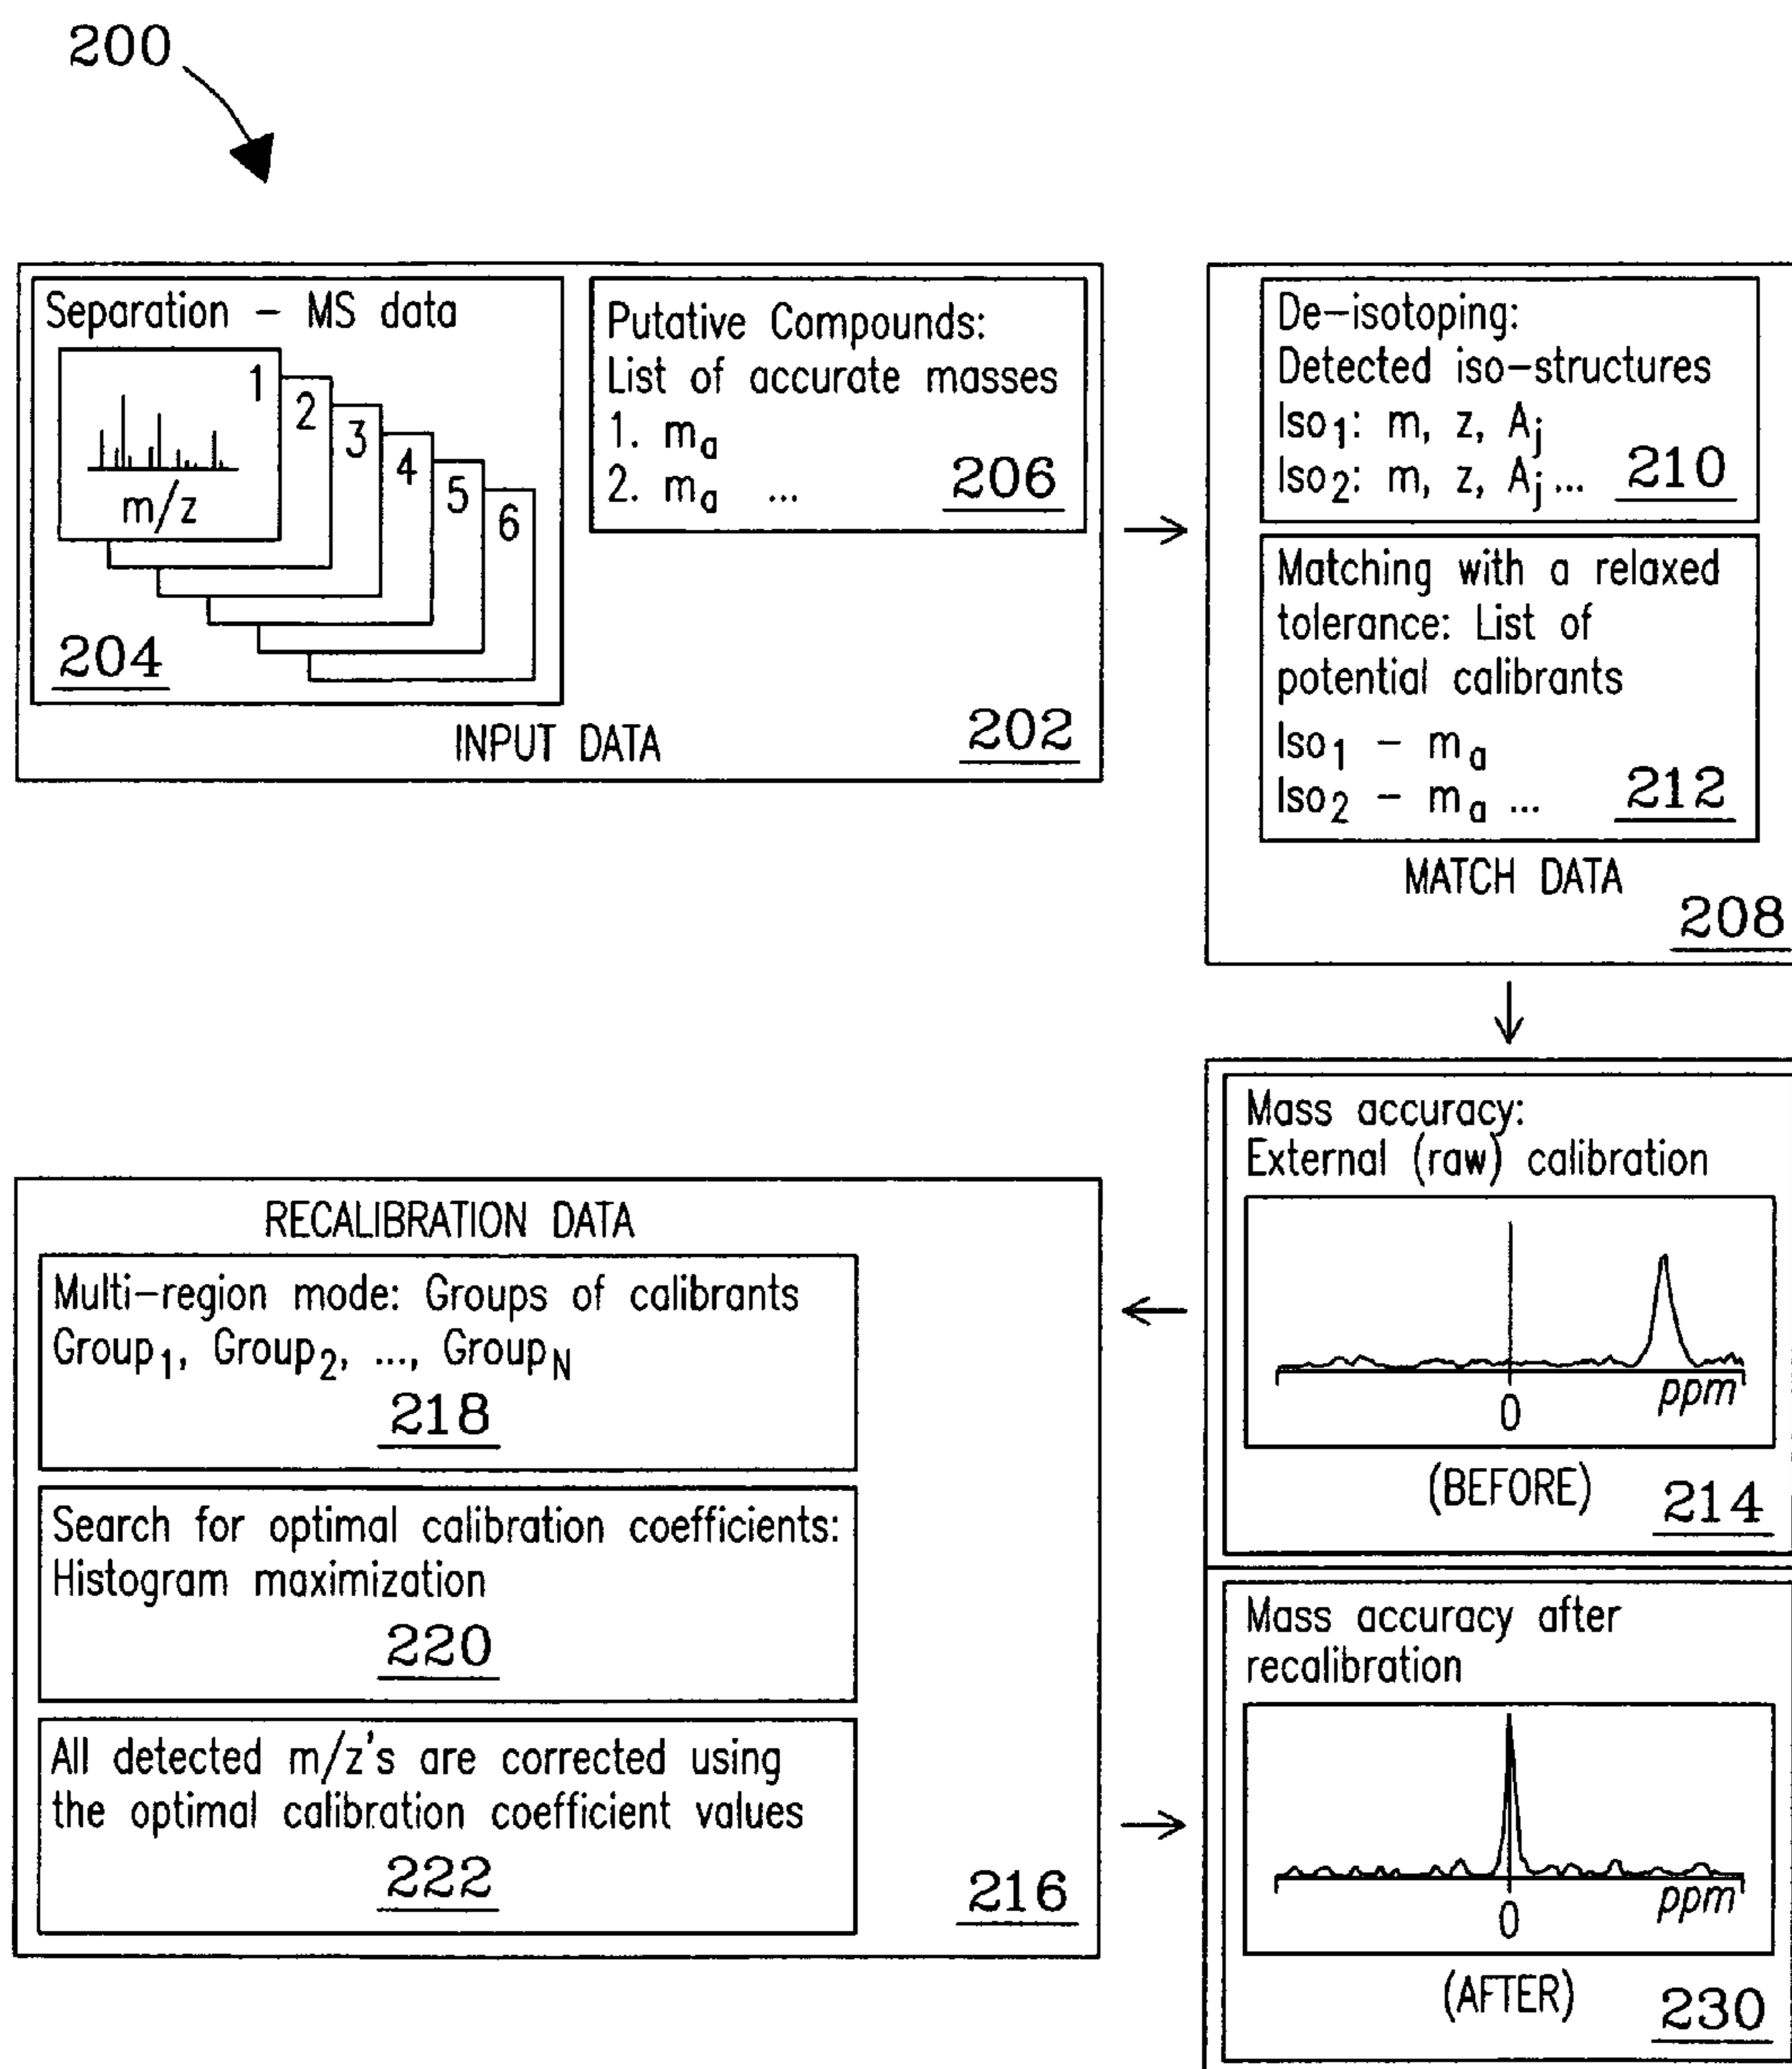 200
Separation – MS data
1
2
3
4
5
6
m/z
204
Putative Compounds:
List of accurate masses
1. mₐ
2. mₐ ...
206
INPUT DATA
202
De-isotoping:
Detected iso-structures
Iso₁: m, z, Aⱼ
Iso₂: m, z, Aⱼ...
210
Matching with a relaxed
tolerance: List of
potential calibrants
Iso₁ – mₐ
Iso₂ – mₐ ...
212
MATCH DATA
208
Mass accuracy:
External (raw) calibration
0
ppm
(BEFORE)
214
RECALIBRATION DATA
Multi-region mode: Groups of calibrants
Group₁, Group₂, ..., Group_N
218
Search for optimal calibration coefficients:
Histogram maximization
220
All detected m/z's are corrected using
the optimal calibration coefficient values
222
216
Mass accuracy after
recalibration
0
ppm
(AFTER)
230